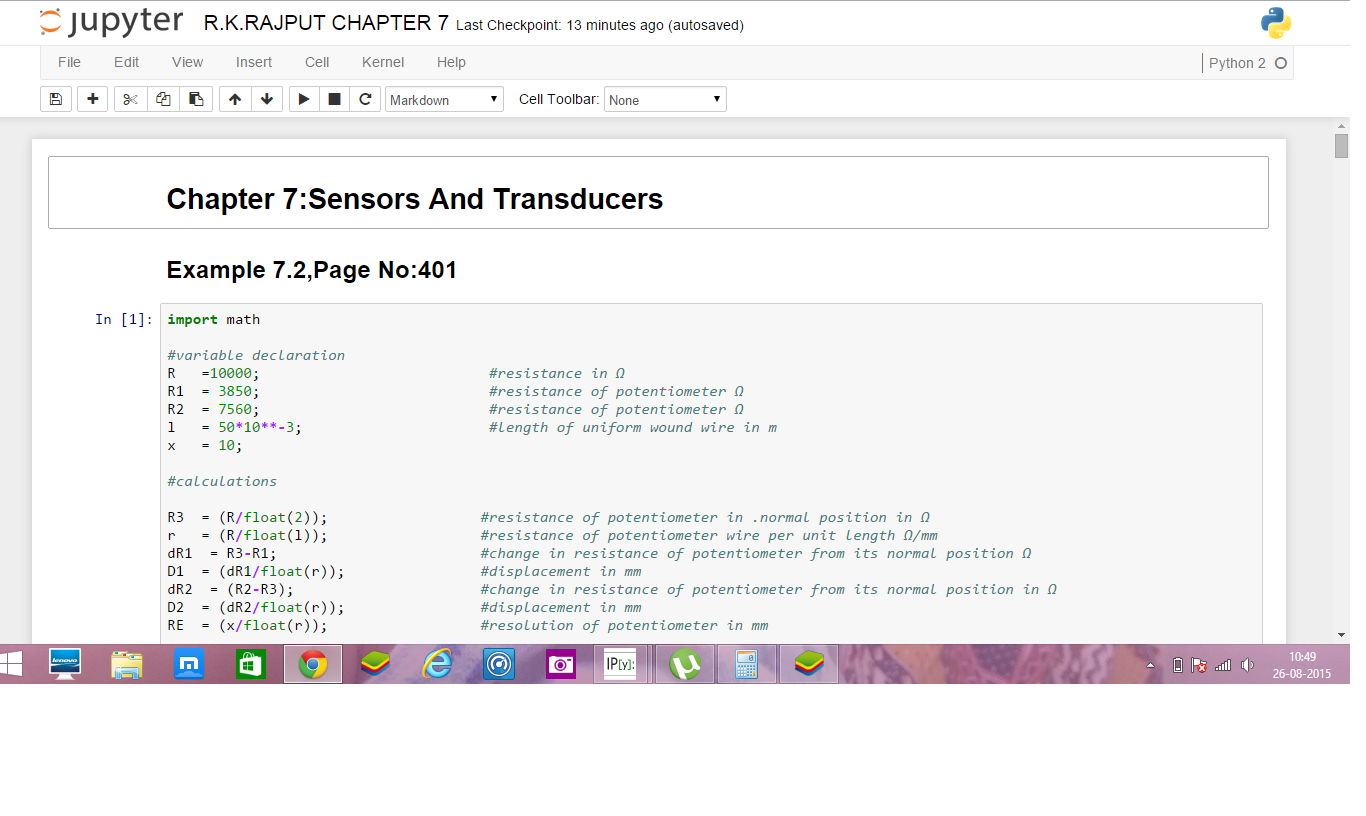 jupyter R.K.RAJPUT CHAPTER 7 Last Checkpoint: 13 minutes ago (autosaved)
File Edit View Insert Cell Kernel Help Python 2
Markdown Cell Toolbar: None
Chapter 7:Sensors And Transducers
Example 7.2,Page No:401
In [1]: import math
#variable declaration
R   =10000;                           #resistance in Ω
R1  = 3850;                           #resistance of potentiometer Ω
R2  = 7560;                           #resistance of potentiometer Ω
l   = 50*10**-3;                      #length of uniform wound wire in m
x   = 10;
#calculations
R3  = (R/float(2));                  #resistance of potentiometer in .normal position in Ω
r   = (R/float(l));                  #resistance of potentiometer wire per unit length Ω/mm
dR1  = R3-R1;                        #change in resistance of potentiometer from its normal position Ω
D1  = (dR1/float(r));                #displacement in mm
dR2  = (R2-R3);                      #change in resistance of potentiometer from its normal position in Ω
D2  = (dR2/float(r));                #displacement in mm
RE  = (x/float(r));                  #resolution of potentiometer in mm
lenovo
IP[y]:
10:49
26-08-2015